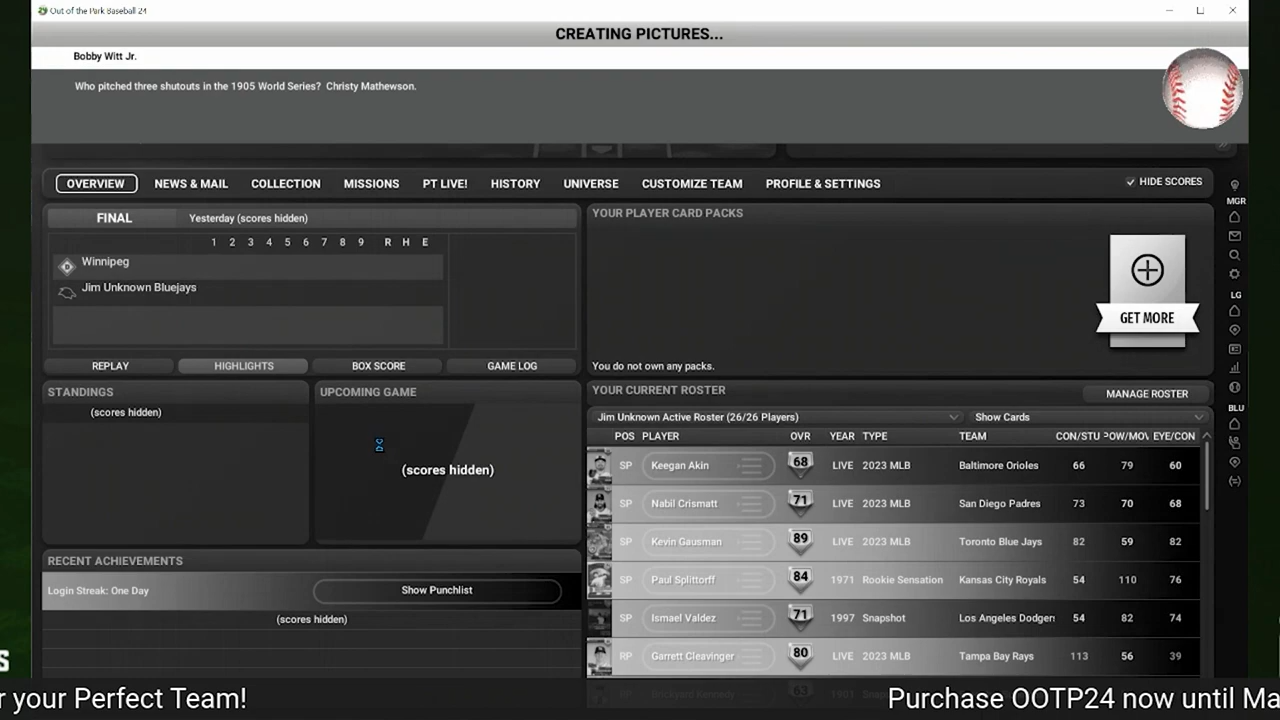 Out of the Park Baseball 24
CREATING PICTURES...
Bobby Witt Jr.
Who pitched three shutouts in the 1905 World Series? Christy Mathewson.
OVERVIEW NEWS & MAIL COLLECTION MISSIONS PT LIVE! HISTORY UNIVERSE CUSTOMIZE TEAM PROFILE & SETTINGS HIDE SCORES
MGR
FINAL Yesterday (scores hidden)
1 2 3 4 5 6 7 8 9 R H E
Winnipeg
Jim Unknown Bluejays
REPLAY HIGHLIGHTS BOX SCORE GAME LOG
YOUR PLAYER CARD PACKS
GET MORE
You do not own any packs.
LG
STANDINGS
(scores hidden)
UPCOMING GAME
(scores hidden)
YOUR CURRENT ROSTER MANAGE ROSTER
Jim Unknown Active Roster (26/26 Players) Show Cards
BLU
POS PLAYER OVR YEAR TYPE TEAM CON/STU POW/MOV EYE/CON
SP Keegan Akin 68 LIVE 2023 MLB Baltimore Orioles 66 79 60
SP Nabil Crismatt 71 LIVE 2023 MLB San Diego Padres 73 70 68
SP Kevin Gausman 89 LIVE 2023 MLB Toronto Blue Jays 82 59 82
SP Paul Splittorff 84 1971 Rookie Sensation Kansas City Royals 54 110 76
SP Ismael Valdez 71 1997 Snapshot Los Angeles Dodgers 54 82 74
RP Garrett Cleavinger 80 LIVE 2023 MLB Tampa Bay Rays 113 56 39
RECENT ACHIEVEMENTS
Login Streak: One Day Show Punchlist
(scores hidden)
r your Perfect Team! Purchase OOTP24 now until Ma